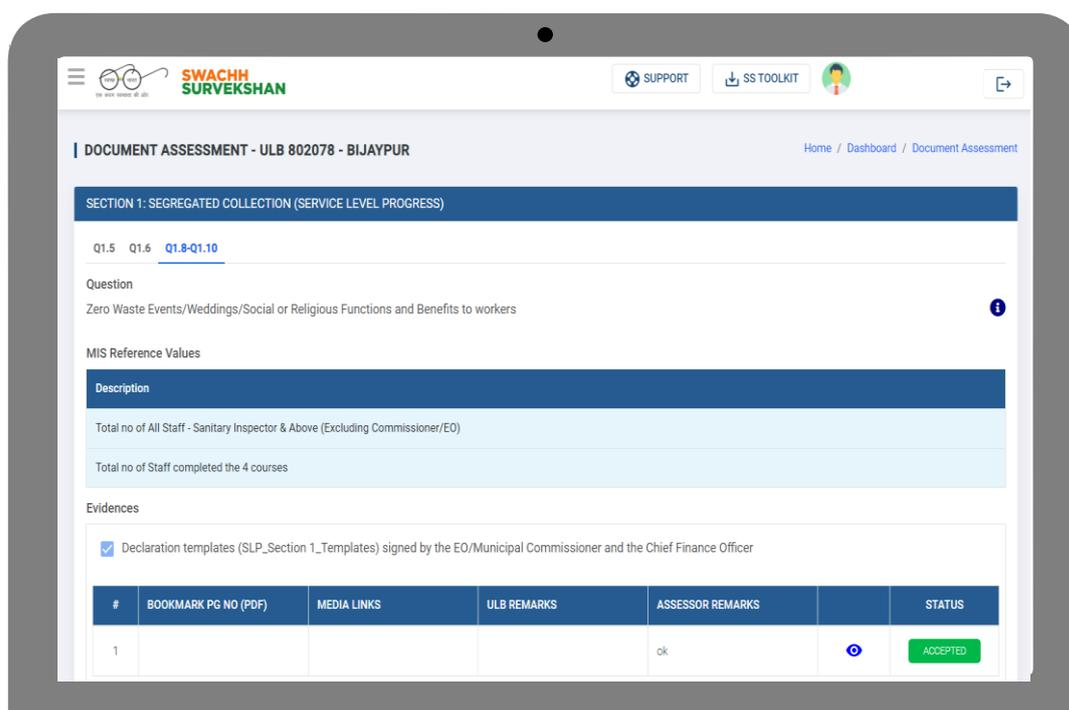 SWACHH
SURVEKSHAN
SUPPORT
SS TOOLKIT
DOCUMENT ASSESSMENT - ULB 802078 - BIJAYPUR
Home / Dashboard / Document Assessment
SECTION 1: SEGREGATED COLLECTION (SERVICE LEVEL PROGRESS)
Q1.5 Q1.6 Q1.8-Q1.10
Question
Zero Waste Events/Weddings/Social or Religious Functions and Benefits to workers
MIS Reference Values
Description
Total no of All Staff - Sanitary Inspector & Above (Excluding Commissioner/EO)
Total no of Staff completed the 4 courses
Evidences
Declaration templates (SLP_Section 1_Templates) signed by the EO/Municipal Commissioner and the Chief Finance Officer
# BOOKMARK PG NO (PDF) MEDIA LINKS ULB REMARKS ASSESSOR REMARKS STATUS
1 ok ACCEPTED